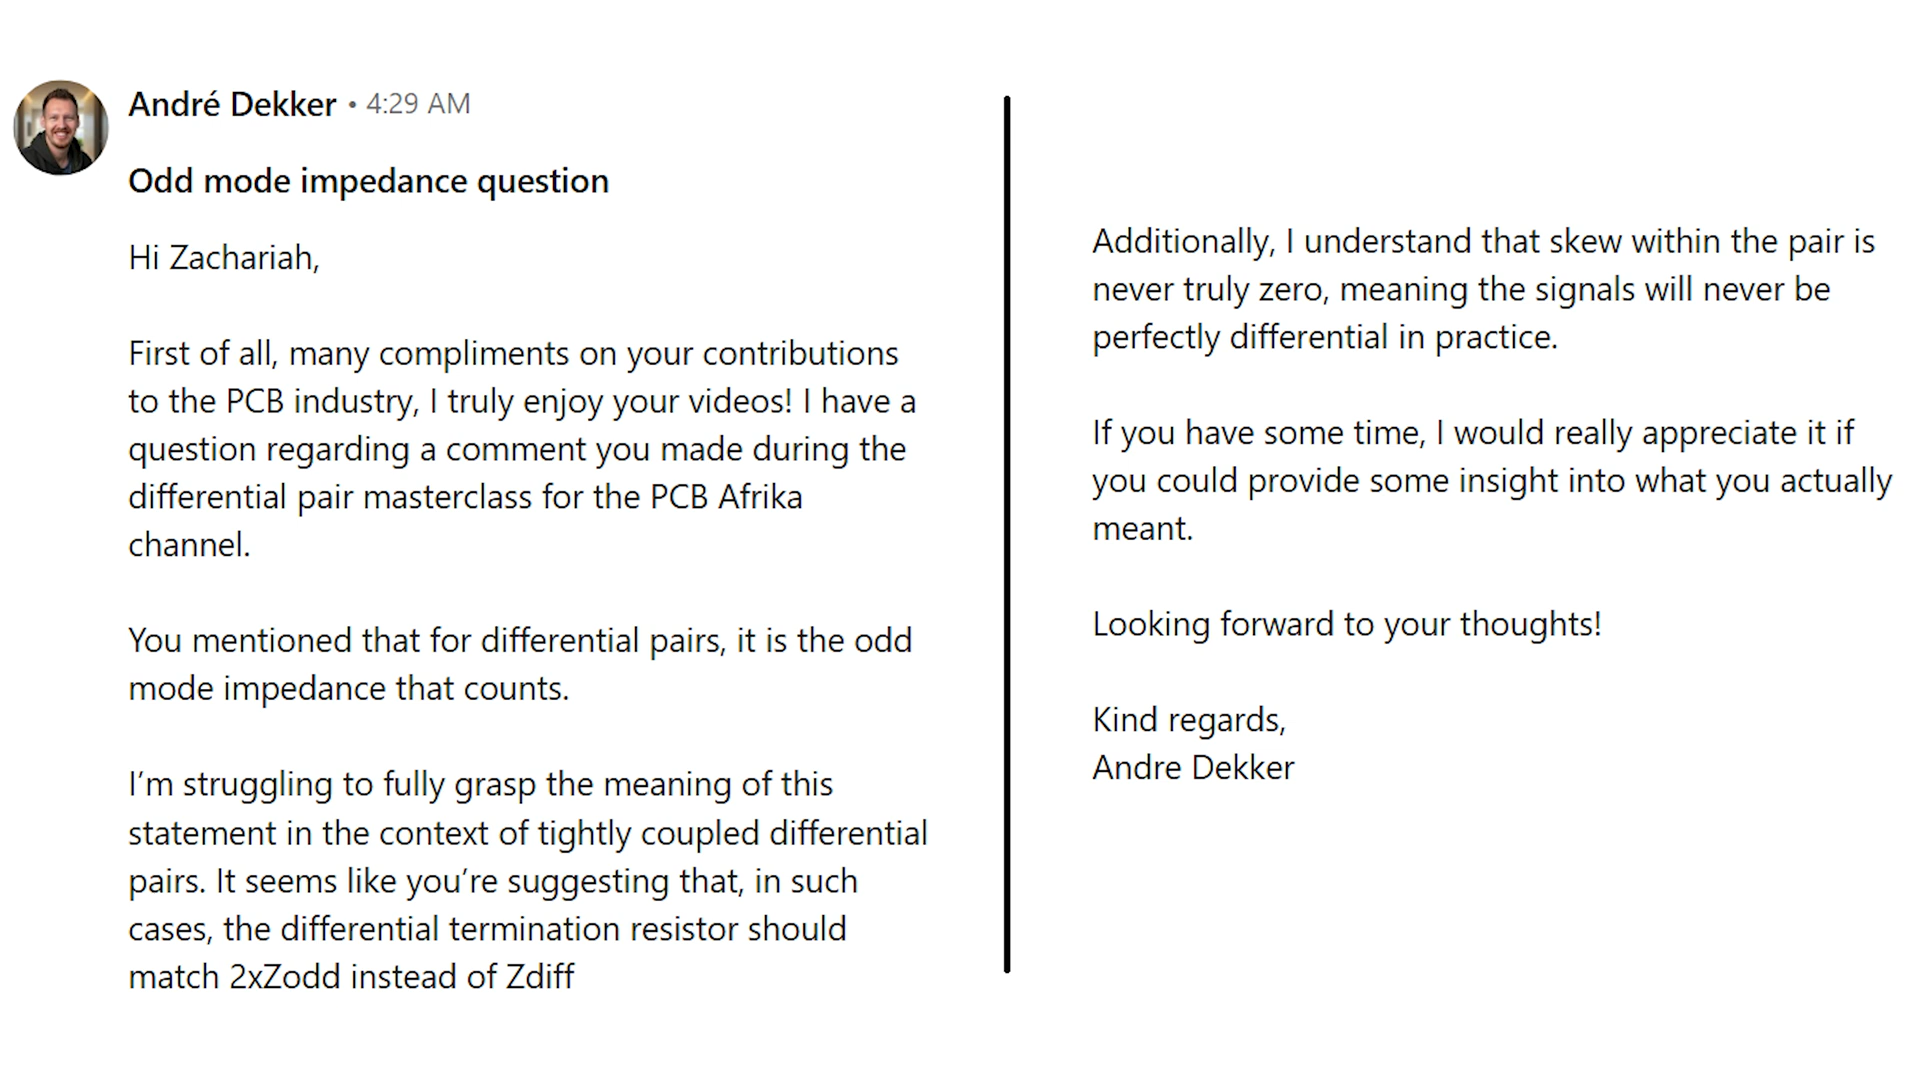 André Dekker • 4:29 AM
Odd mode impedance question
Hi Zachariah,
First of all, many compliments on your contributions
to the PCB industry, I truly enjoy your videos! I have a
question regarding a comment you made during the
differential pair masterclass for the PCB Afrika
channel.
You mentioned that for differential pairs, it is the odd
mode impedance that counts.
I’m struggling to fully grasp the meaning of this
statement in the context of tightly coupled differential
pairs. It seems like you’re suggesting that, in such
cases, the differential termination resistor should
match 2xZodd instead of Zdiff
Additionally, I understand that skew within the pair is
never truly zero, meaning the signals will never be
perfectly differential in practice.
If you have some time, I would really appreciate it if
you could provide some insight into what you actually
meant.
Looking forward to your thoughts!
Kind regards,
Andre Dekker